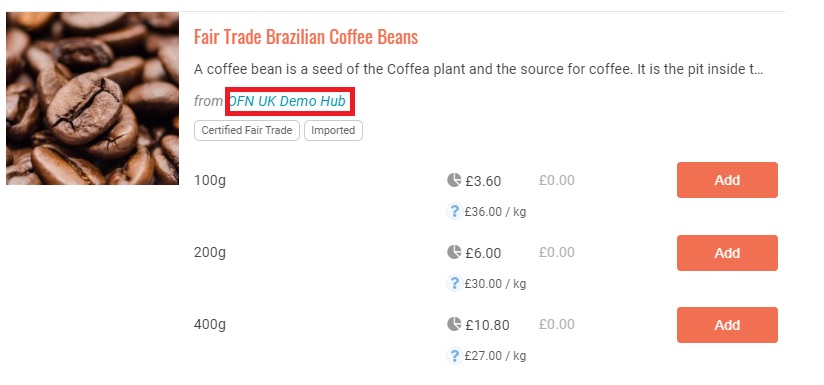 Fair Trade Brazilian Coffee Beans
A coffee bean is a seed of the Coffea plant and the source for coffee. It is the pit inside t...
from OFN UK Demo Hub
Certified Fair Trade Imported
100g £3.60 £0.00 Add
? £36.00 / kg
200g £6.00 £0.00 Add
? £30.00 / kg
400g £10.80 £0.00 Add
? £27.00 / kg